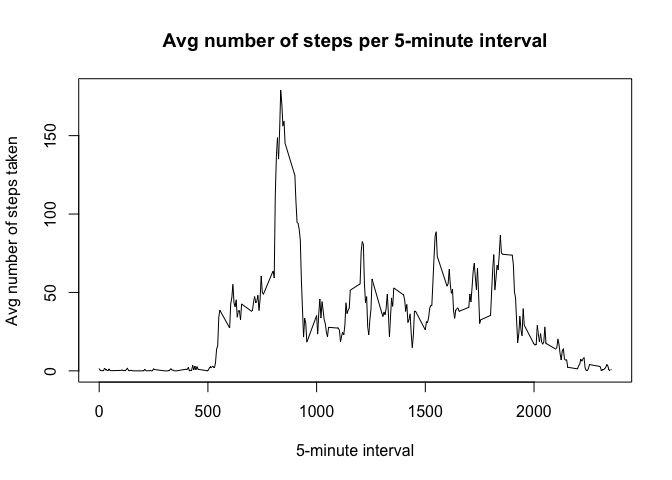 Avg number of steps per 5-minute interval
Avg number of steps taken
150
100
50
0
0 500 1000 1500 2000
5-minute interval